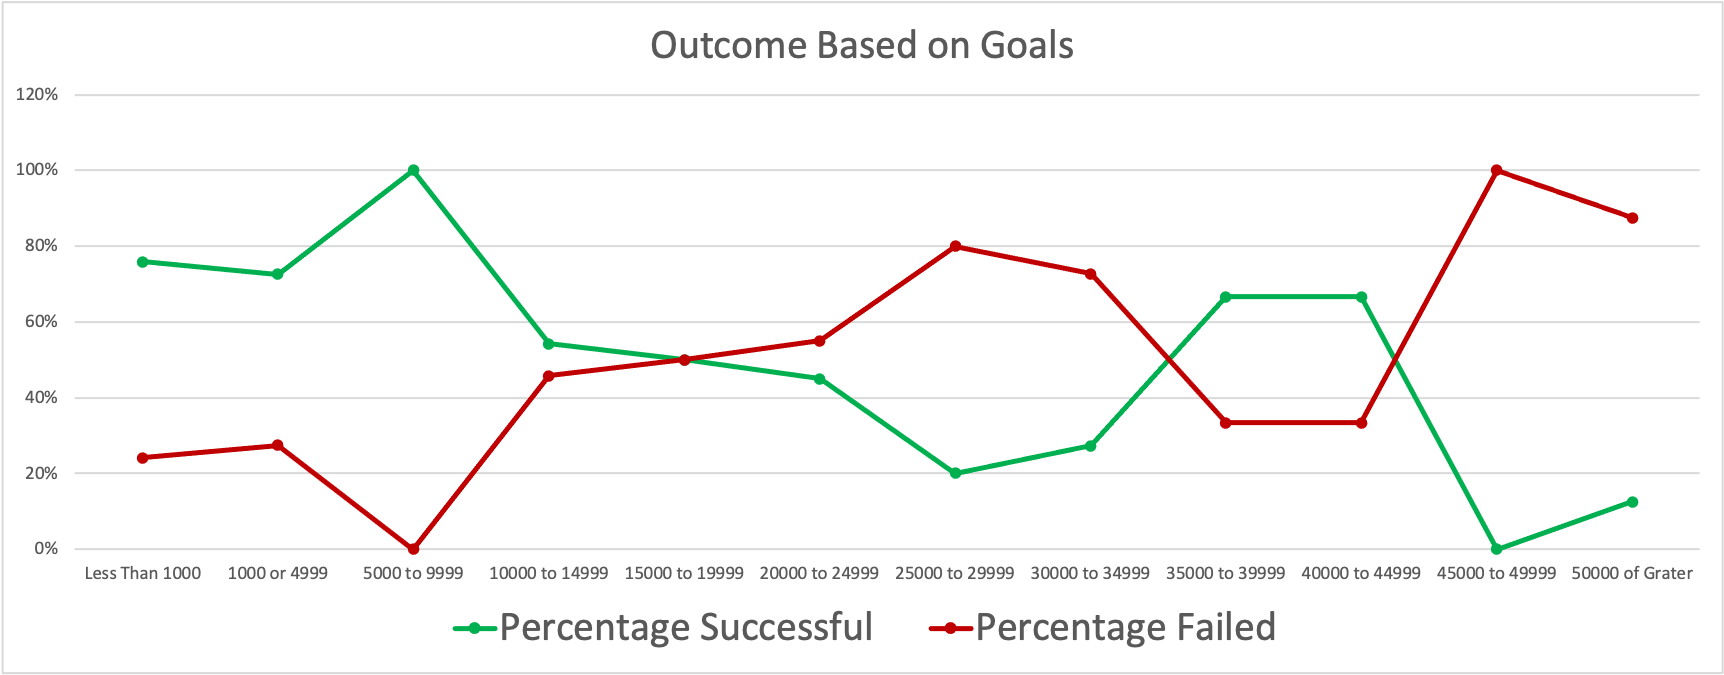 Outcome Based on Goals
120%
100%
80%
60%
40%
20%
0%
Less Than 1000 1000 or 4999 5000 to 9999 10000 to 14999 15000 to 19999 20000 to 24999 25000 to 29999 30000 to 34999 35000 to 39999 40000 to 44999 45000 to 49999 50000 of Grater
Percentage Successful Percentage Failed